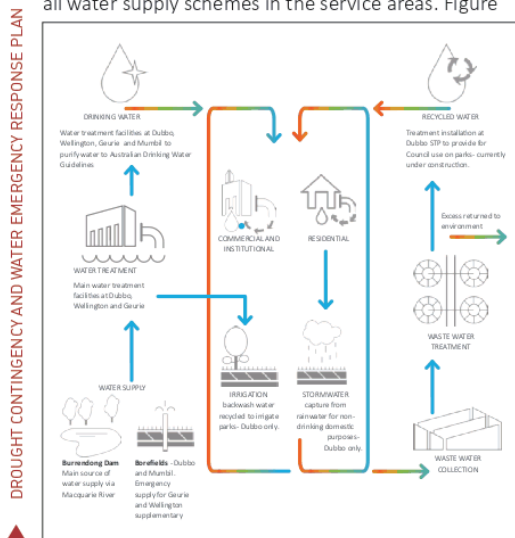 all water supply schemes in the service areas. Figure
DROUGHT CONTINGENCY AND WATER EMERGENCY RESPONSE PLAN
DRINKING WATER
Water treatment facilities at Dubbo,
Wellington, Geurie and Mumbil to
purify water to Australian Drinking Water
Guidelines
RECYCLED WATER
Treatment installation at
Dubbo STP to provide for
Council use on parks- currently
under construction.
COMMERCIAL AND
INSTITUTIONAL
RESIDENTIAL
Excess returned to
environment
WATER TREATMENT
Main water treatment
facilities at Dubbo,
Wellington and Geurie
WASTE WATER
TREATMENT
WATER SUPPLY
IRRIGATION
backwash water
recycled to irrigate
parks- Dubbo only.
STORMWATER
capture from
rainwater for non-
drinking domestic
purposes-
Dubbo only.
Burrendong Dam
Main source of
water supply via
Macquarie River
Borefields - Dubbo
and Mumbil.
Emergency
supply for Geurie
and Wellington
supplementary
WASTE WATER
COLLECTION